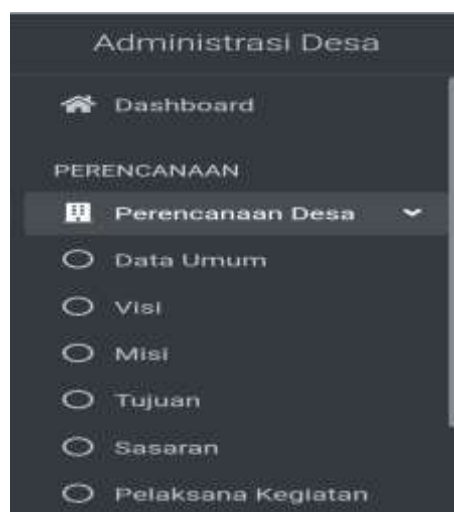 Administrasi Desa
Dashboard
PERENCANAAN
Perencanaan Desa
Data Umum
Visi
Misi
Tujuan
Sasaran
Pelaksana Kegiatan